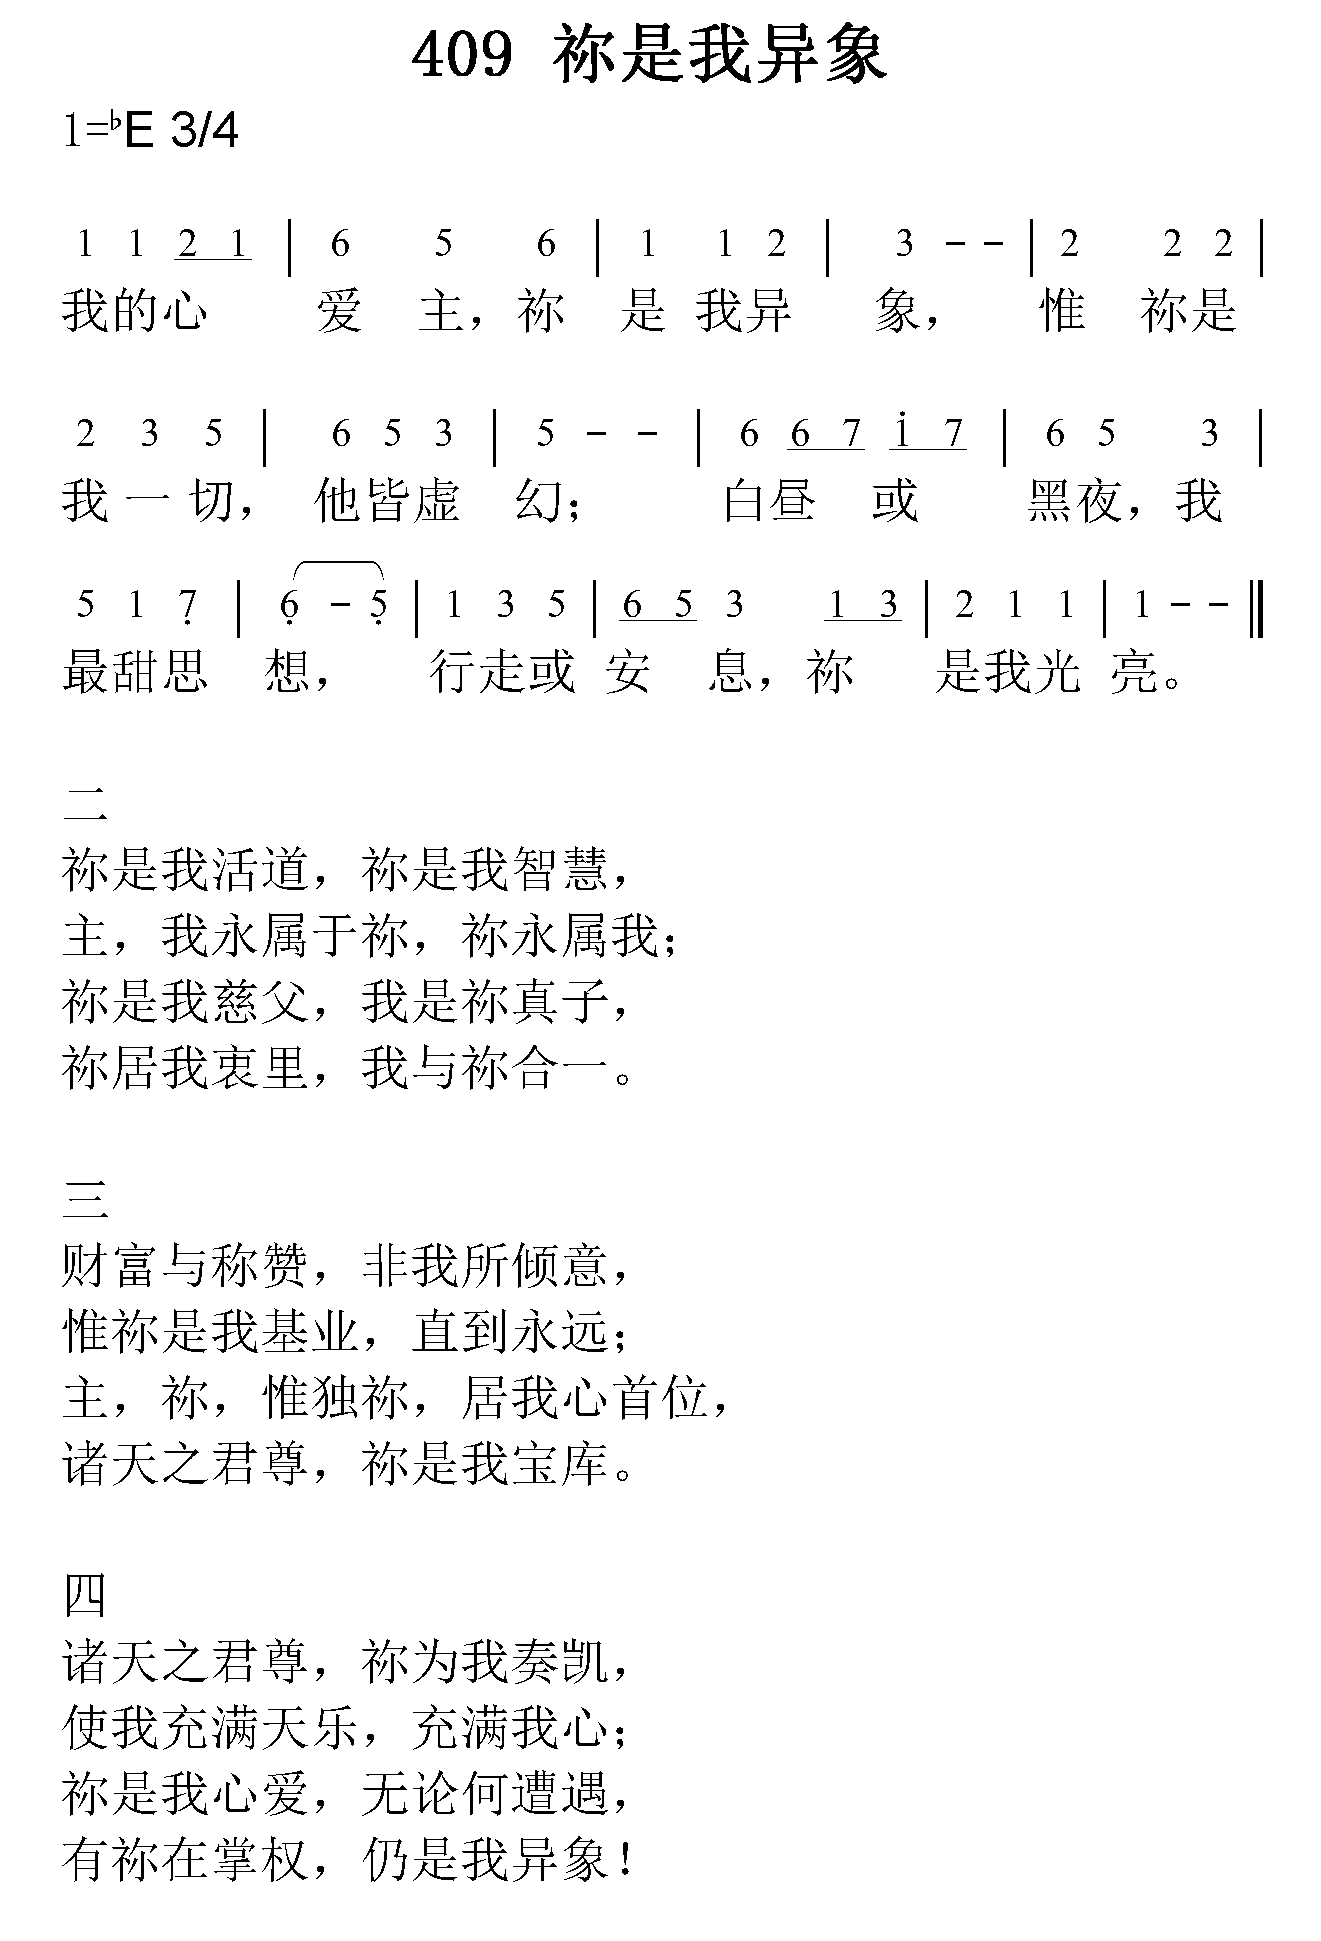 409 祢是我异象
1=♭E 3/4
1 1 2 1 | 6 5 6 | 1 1 2 | 3 - - | 2 2 2 |
我的心 爱 主，祢 是 我异 象， 惟 祢是
2 3 5 | 6 5 3 | 5 - - | 6 6 7 1̇ 7 | 6 5 3 |
我 一 切， 他皆虚 幻； 白昼 或 黑夜，我
5 1 7̣ | 6̣ - 5̣ | 1 3 5 | 6 5 3 1 3 | 2 1 1 | 1 - - ‖
最甜思 想， 行走或 安 息，祢 是我光 亮。
二
祢是我活道，祢是我智慧，
主，我永属于祢，祢永属我；
祢是我慈父，我是祢真子，
祢居我衷里，我与祢合一。
三
财富与称赞，非我所倾意，
惟祢是我基业，直到永远；
主，祢，惟独祢，居我心首位，
诸天之君尊，祢是我宝库。
四
诸天之君尊，祢为我奏凯，
使我充满天乐，充满我心；
祢是我心爱，无论何遭遇，
有祢在掌权，仍是我异象！